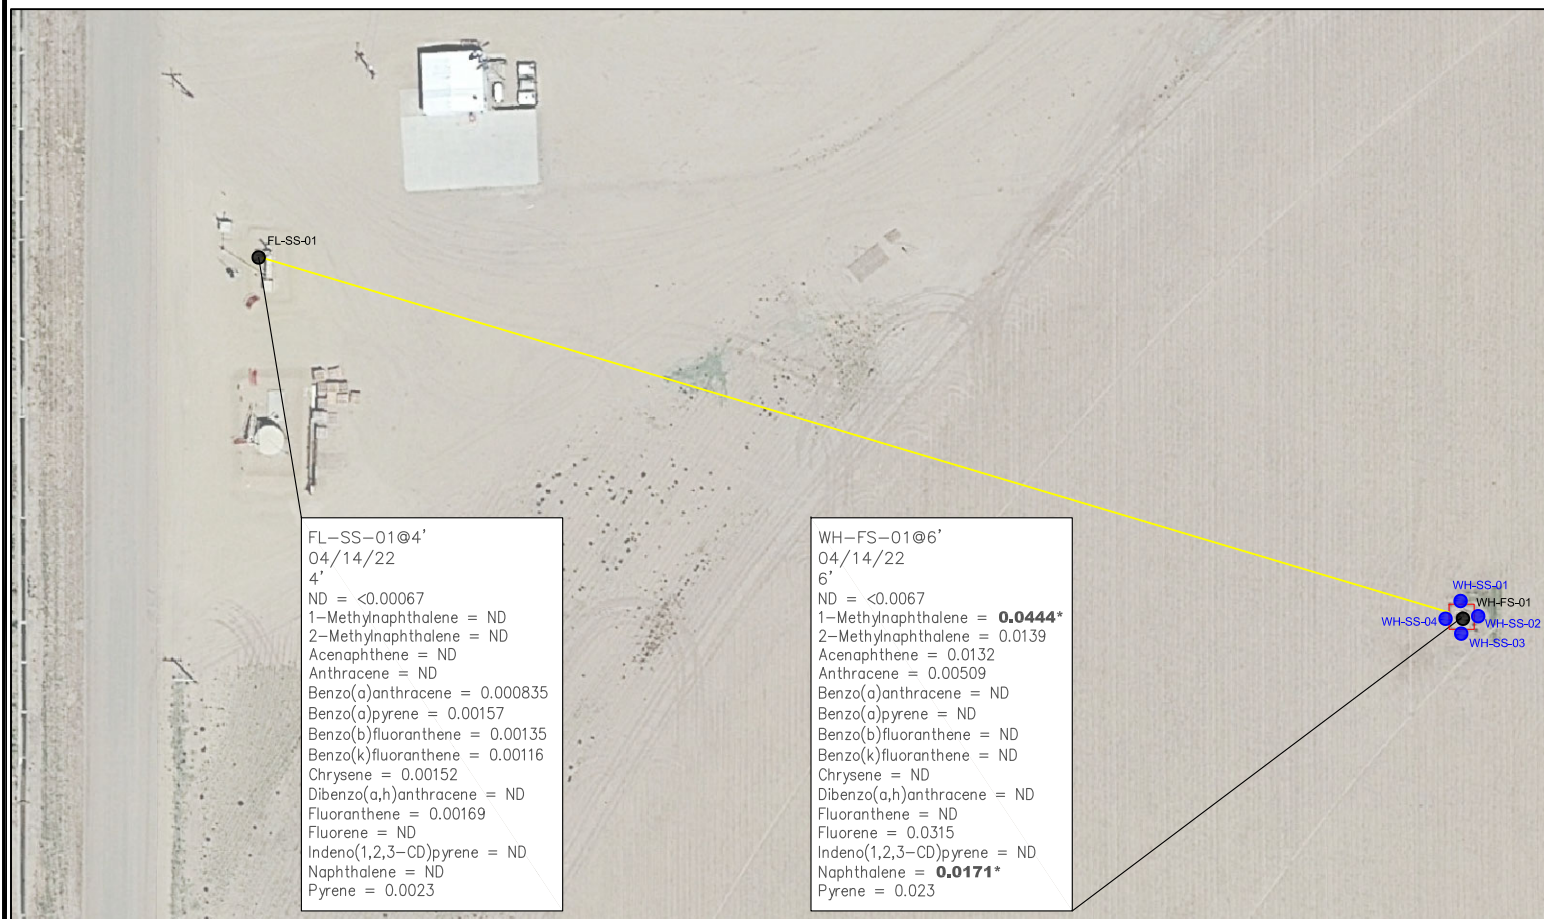 FL-SS-01
WH-SS-01
WH-FS-01
WH-SS-04
WH-SS-02
WH-SS-03
FL-SS-01@4'
04/14/22
4'
ND = <0.00067
1-Methylnaphthalene = ND
2-Methylnaphthalene = ND
Acenaphthene = ND
Anthracene = ND
Benzo(a)anthracene = 0.000835
Benzo(a)pyrene = 0.00157
Benzo(b)fluoranthene = 0.00135
Benzo(k)fluoranthene = 0.00116
Chrysene = 0.00152
Dibenzo(a,h)anthracene = ND
Fluoranthene = 0.00169
Fluorene = ND
Indeno(1,2,3-CD)pyrene = ND
Naphthalene = ND
Pyrene = 0.0023
WH-FS-01@6'
04/14/22
6'
ND = <0.0067
1-Methylnaphthalene = 0.0444*
2-Methylnaphthalene = 0.0139
Acenaphthene = 0.0132
Anthracene = 0.00509
Benzo(a)anthracene = ND
Benzo(a)pyrene = ND
Benzo(b)fluoranthene = ND
Benzo(k)fluoranthene = ND
Chrysene = ND
Dibenzo(a,h)anthracene = ND
Fluoranthene = ND
Fluorene = 0.0315
Indeno(1,2,3-CD)pyrene = ND
Naphthalene = 0.0171*
Pyrene = 0.023